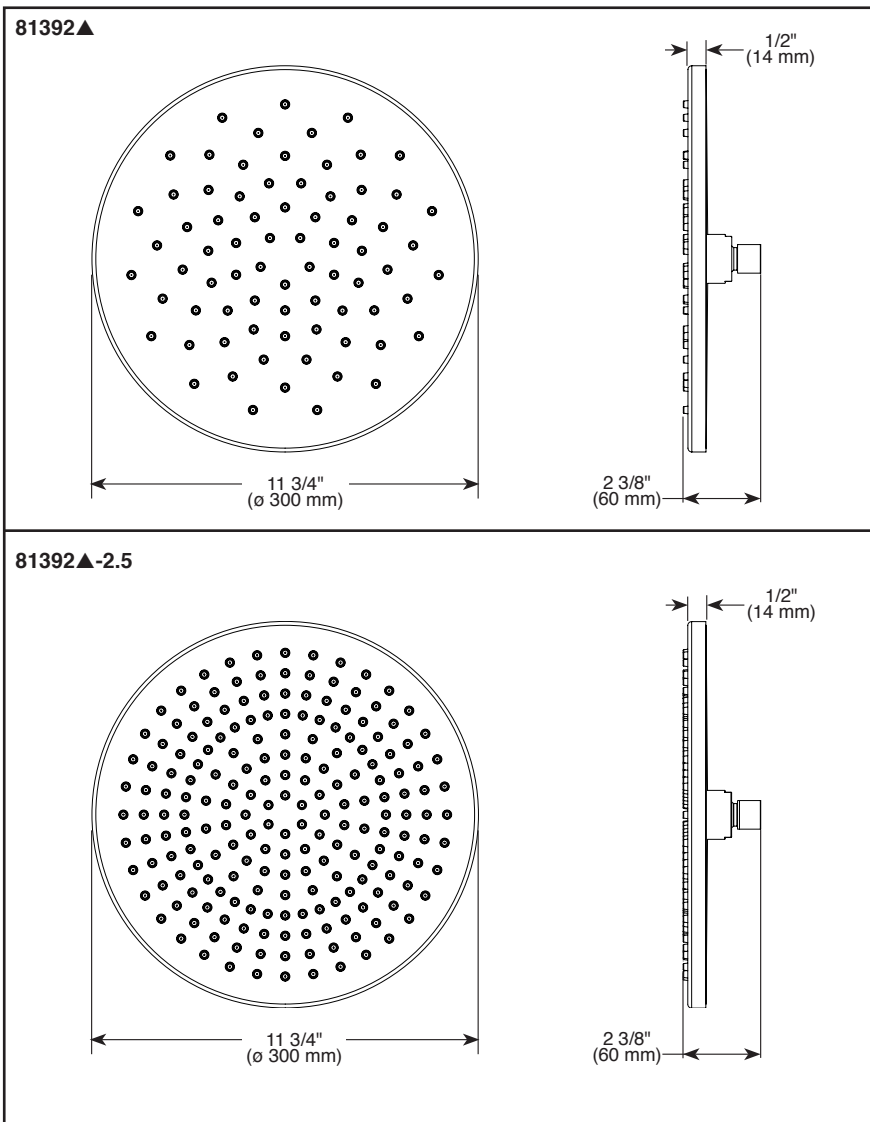 81392▲
1/2"
(14 mm)
11 3/4"
(ø 300 mm)
2 3/8"
(60 mm)
81392▲-2.5
1/2"
(14 mm)
11 3/4"
(ø 300 mm)
2 3/8"
(60 mm)